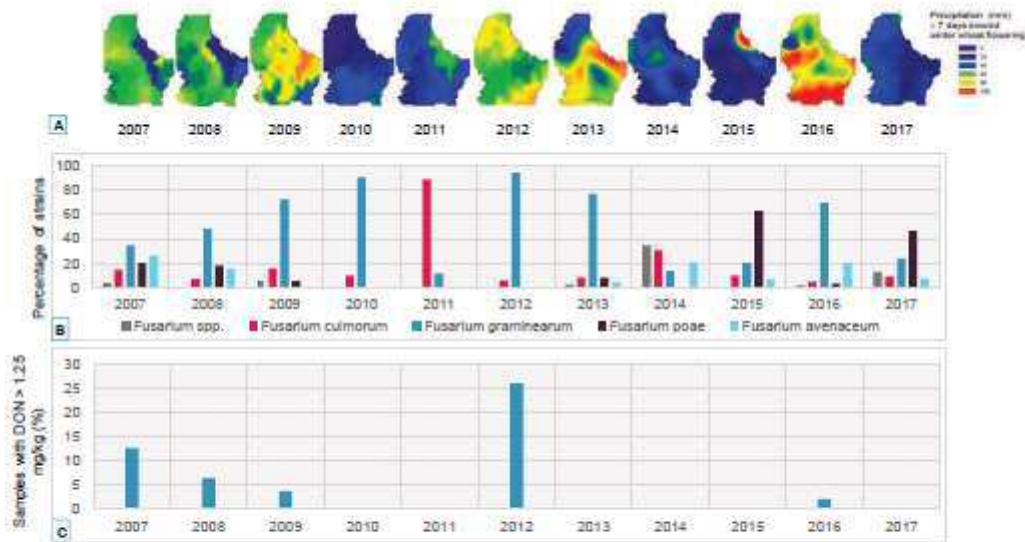 Precipitation (mm)
± 7 days around
winter wheat flowering
A
2007 2008 2009 2010 2011 2012 2013 2014 2015 2016 2017
Percentage of strains
100
80
60
40
20
0
2007 2008 2009 2010 2011 2012 2013 2014 2015 2016 2017
B
Fusarium spp. Fusarium culmorum Fusarium graminearum Fusarium poae Fusarium avenaceum
Samples with DON > 1.25
mg/kg (%)
30
25
20
15
10
5
0
2007 2008 2009 2010 2011 2012 2013 2014 2015 2016 2017
C